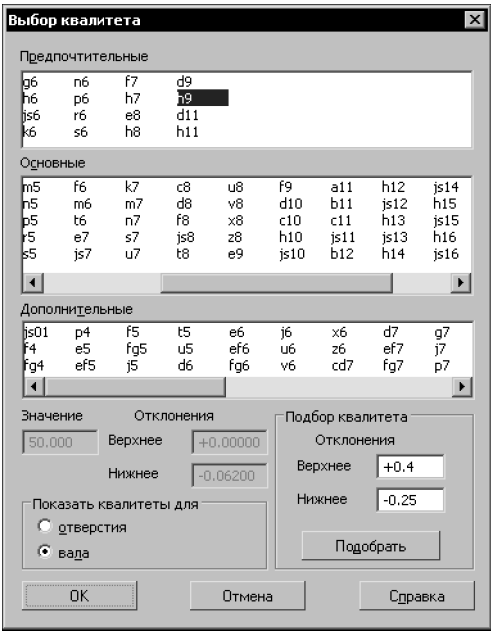 Выбор квалитета
Предпочтительные
g6 n6 f7 d9
h6 p6 h7 h9
js6 r6 e8 d11
k6 s6 h8 h11
Основные
m5 f6 k7 c8 u8 f9 a11 h12 js14
n5 m6 m7 d8 v8 d10 b11 js12 h15
p5 t6 n7 f8 x8 c10 c11 h13 js15
r5 e7 s7 js8 z8 h10 js11 js13 h16
s5 js7 u7 t8 e9 js10 b12 h14 js16
Дополнительные
js01 p4 f5 t5 e6 j6 x6 d7 g7
f4 e5 fg5 u5 ef6 u6 z6 ef7 j7
fg4 ef5 j5 d6 fg6 v6 cd7 fg7 p7
Значение Отклонения
50.000 Верхнее +0.00000
Нижнее -0.06200
Показать квалитеты для
отверстия
вала
Подбор квалитета
Отклонения
Верхнее +0.4
Нижнее -0.25
Подобрать
OK Отмена Справка